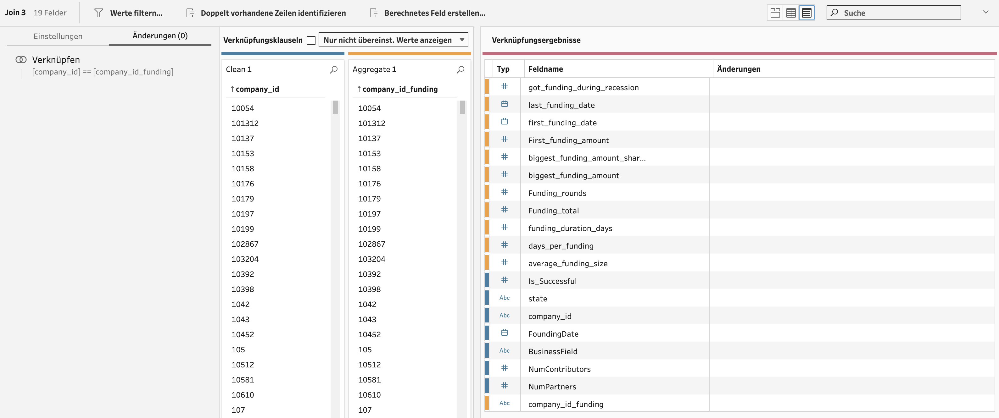 Join 3 19 Felder Werte filtern... Doppelt vorhandene Zeilen identifizieren Berechnetes Feld erstellen... Suche
Einstellungen Änderungen (0)
Verknüpfen
[company_id] == [company_id_funding]
Verknüpfungsklauseln Nur nicht übereinst. Werte anzeigen
Clean 1
company_id
10054
101312
10137
10153
10158
10176
10179
10197
10199
102867
103204
10392
10398
1042
1043
10452
105
10512
10581
10610
107
Aggregate 1
company_id_funding
10054
101312
10137
10153
10158
10176
10179
10197
10199
102867
103204
10392
10398
1042
1043
10452
105
10512
10581
10610
107
Verknüpfungsergebnisse
Typ Feldname Änderungen
# got_funding_during_recession
last_funding_date
first_funding_date
# First_funding_amount
# biggest_funding_amount_shar...
# biggest_funding_amount
# Funding_rounds
# Funding_total
# funding_duration_days
# days_per_funding
# average_funding_size
# Is_Successful
Abc state
Abc company_id
FoundingDate
Abc BusinessField
# NumContributors
# NumPartners
Abc company_id_funding